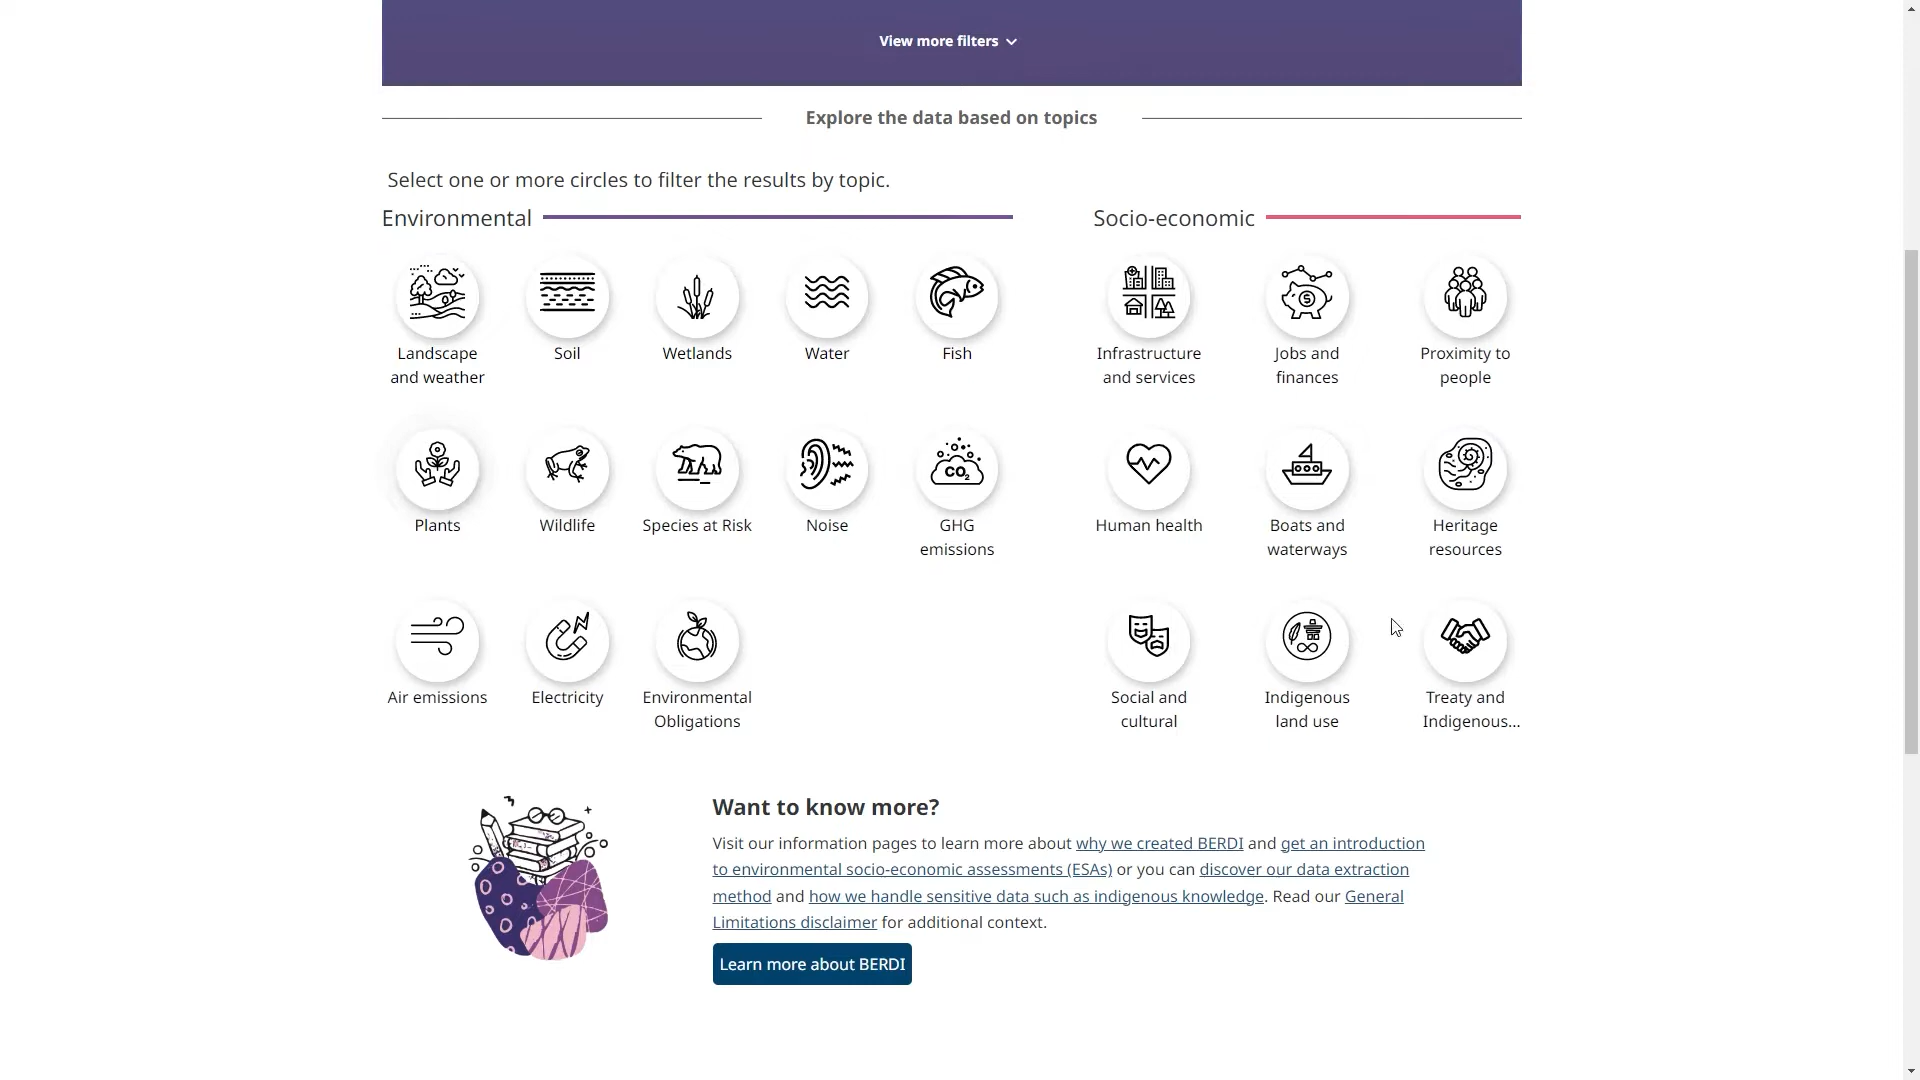 View more filters
Explore the data based on topics
Select one or more circles to filter the results by topic.
Environmental
Landscape
and weather
Soil
Wetlands
Water
Fish
Plants
Wildlife
Species at Risk
Noise
CO2
GHG
emissions
Air emissions
Electricity
Environmental
Obligations
Socio-economic
Infrastructure
and services
Jobs and
finances
Proximity to
people
Human health
Boats and
waterways
Heritage
resources
Social and
cultural
Indigenous
land use
Treaty and
Indigenous...
Want to know more?
Visit our information pages to learn more about why we created BERDI and get an introduction
to environmental socio-economic assessments (ESAs) or you can discover our data extraction
method and how we handle sensitive data such as indigenous knowledge. Read our General
Limitations disclaimer for additional context.
Learn more about BERDI